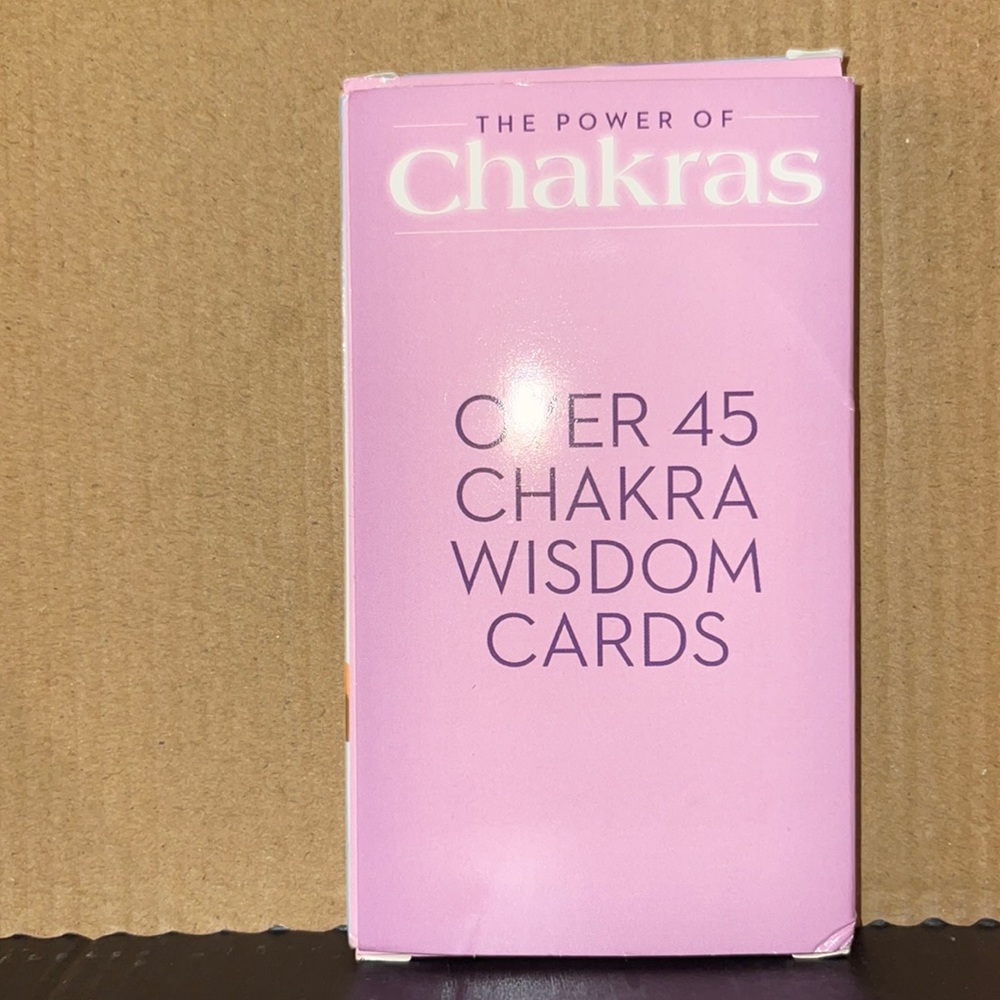 THE POWER OF
Chakras
OVER 45
CHAKRA
WISDOM
CARDS